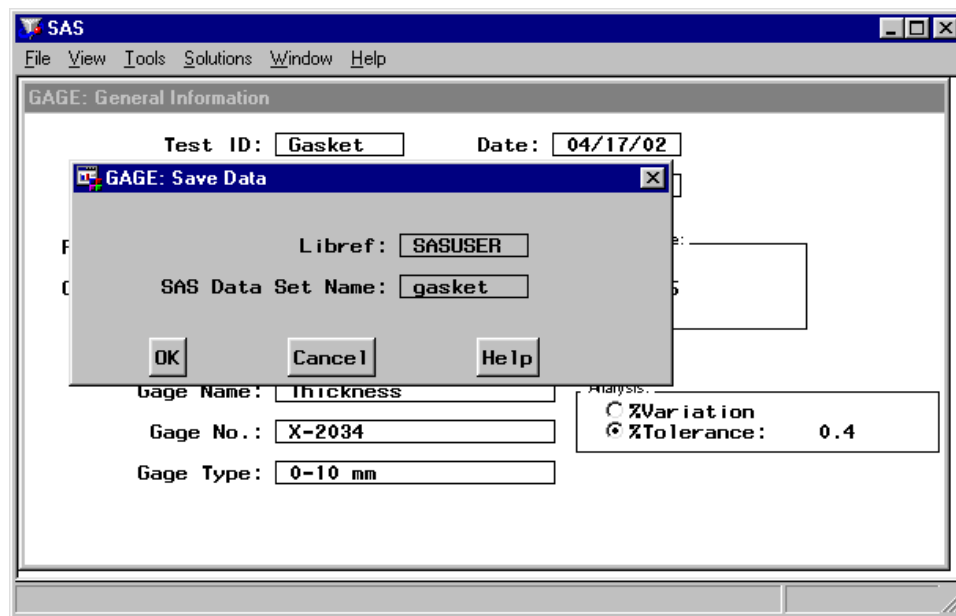 SAS
File View Tools Solutions Window Help
GAGE: General Information
Test ID: Gasket Date: 04/17/02
GAGE: Save Data
Libref: SASUSER
SAS Data Set Name: gasket
OK Cancel Help
Gage Name: Thickness
Analysis:
%Variation
Gage No.: X-2034
%Tolerance: 0.4
Gage Type: 0-10 mm